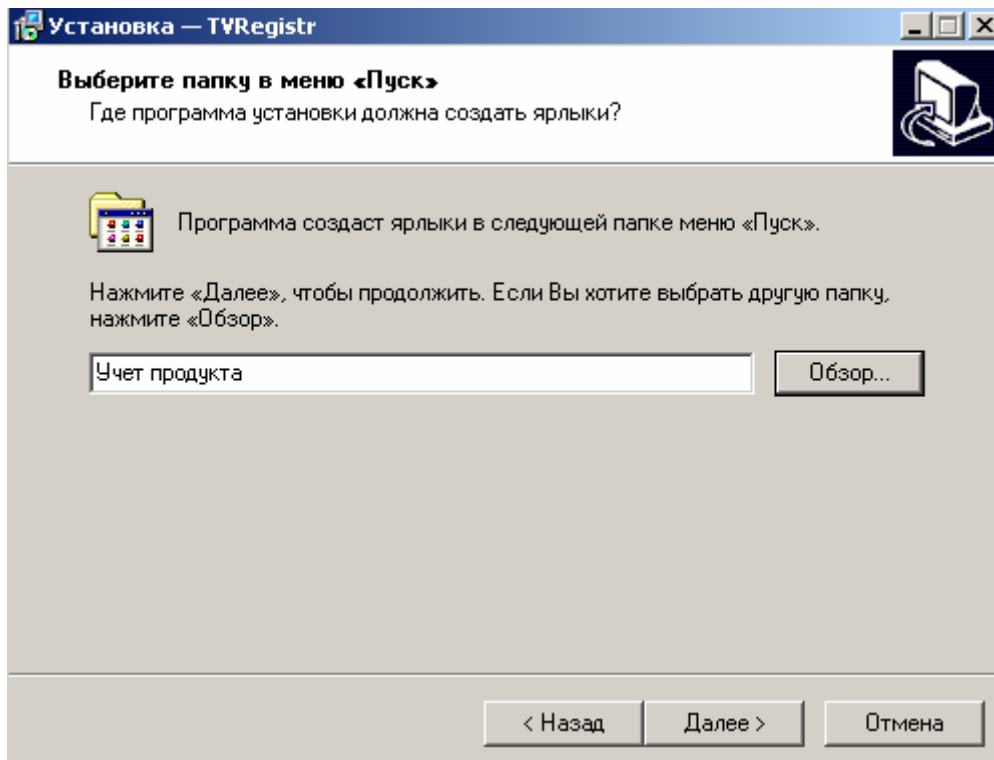 Установка — TVRegistr
Выберите папку в меню «Пуск»
Где программа установки должна создать ярлыки?
Программа создаст ярлыки в следующей папке меню «Пуск».
Нажмите «Далее», чтобы продолжить. Если Вы хотите выбрать другую папку,
нажмите «Обзор».
Учет продукта
Обзор...
< Назад
Далее >
Отмена